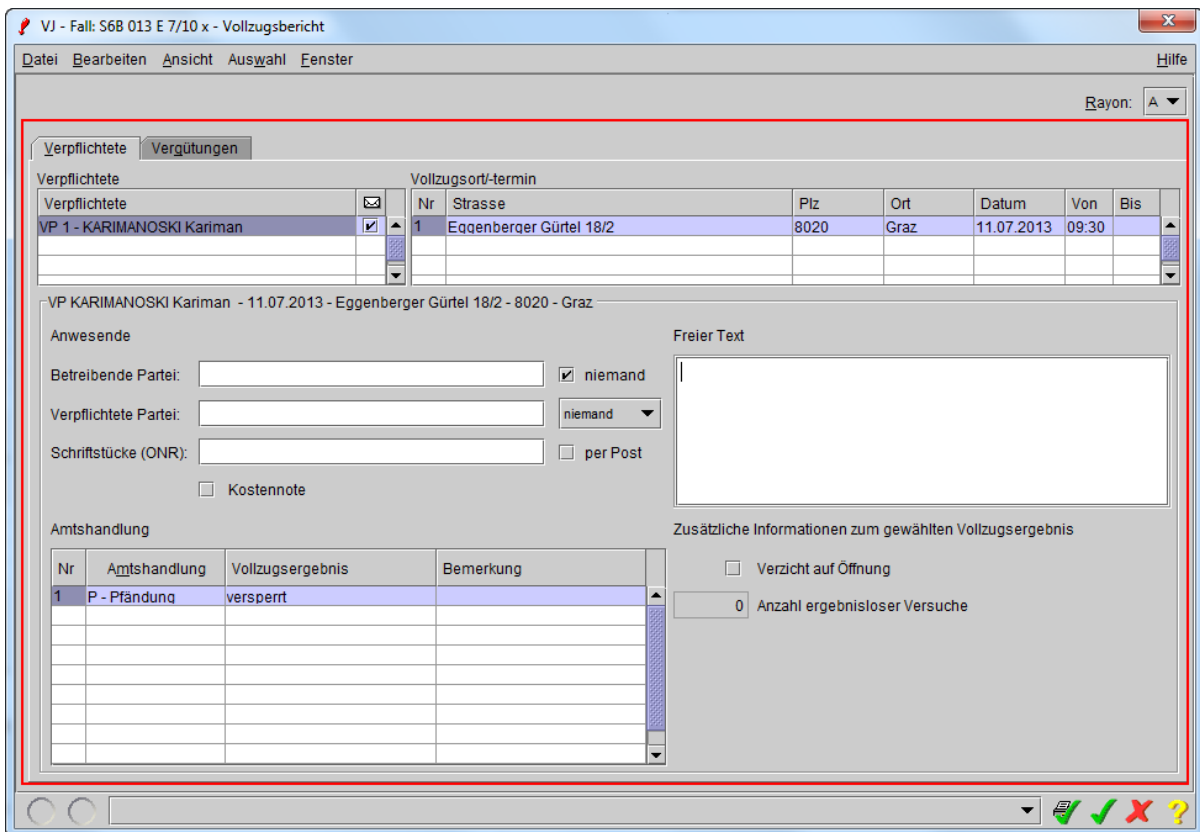 VJ - Fall: S6B 013 E 7/10 x - Vollzugsbericht
x
Datei Bearbeiten Ansicht Auswahl Fenster Hilfe
Rayon: A
Verpflichtete Vergütungen
Verpflichtete Vollzugsort/-termin
Verpflichtete Nr Strasse Plz Ort Datum Von Bis
VP 1 - KARIMANOSKI Kariman 1 Eggenberger Gürtel 18/2 8020 Graz 11.07.2013 09:30
VP KARIMANOSKI Kariman - 11.07.2013 - Eggenberger Gürtel 18/2 - 8020 - Graz
Anwesende Freier Text
Betreibende Partei: niemand
Verpflichtete Partei: niemand
Schriftstücke (ONR): per Post
Kostennote
Amtshandlung Zusätzliche Informationen zum gewählten Vollzugsergebnis
Nr Amtshandlung Vollzugsergebnis Bemerkung Verzicht auf Öffnung
1 P - Pfändung versperrt
0 Anzahl ergebnisloser Versuche
?